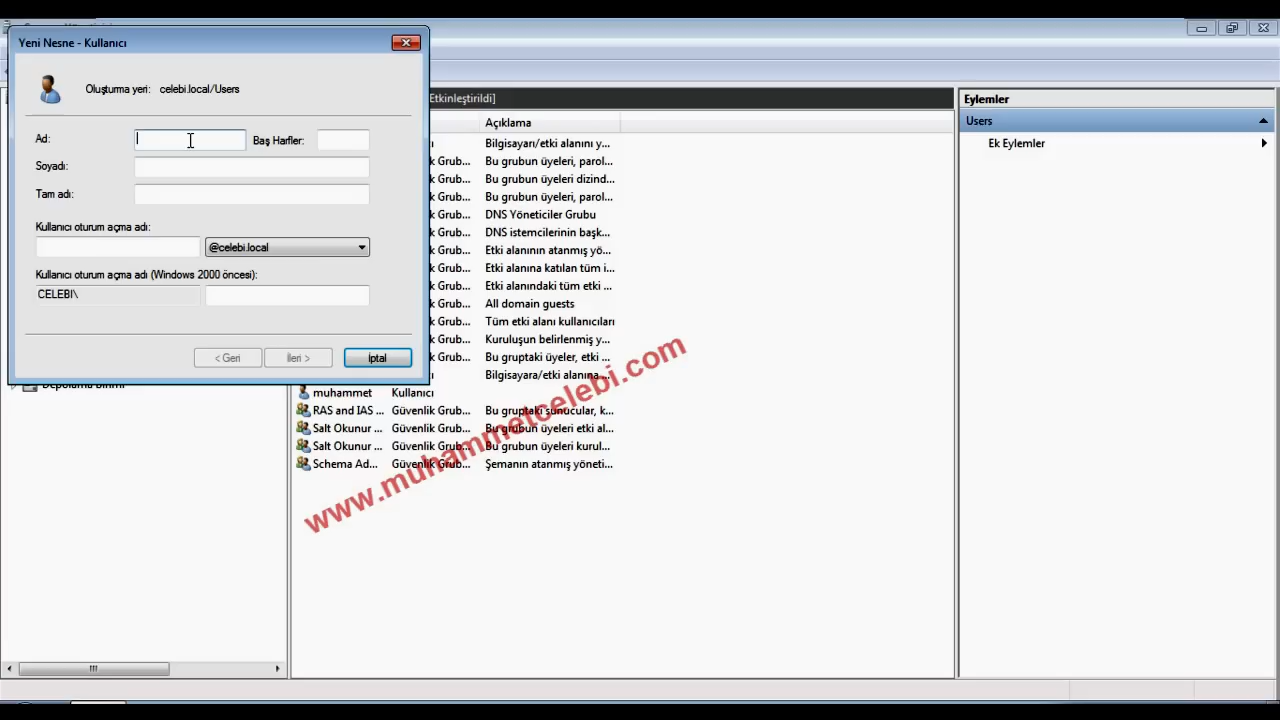 Yeni Nesne - Kullanıcı
Oluşturma yeri: celebi.local/Users
Ad:
Baş Harfler:
Soyadı:
Tam adı:
Kullanıcı oturum açma adı:
@celebi.local
Kullanıcı oturum açma adı (Windows 2000 öncesi):
CELEBI\
< Geri
İleri >
İptal
Etkinleştirildi]
Açıklama
Bilgisayarı/etki alanını y...
k Grub... Bu grubun üyeleri, parol...
k Grub... Bu grubun üyeleri dizind...
k Grub... Bu grubun üyeleri, parol...
k Grub... DNS Yöneticiler Grubu
k Grub... DNS istemcilerinin başk...
k Grub... Etki alanının atanmış yö...
k Grub... Etki alanına katılan tüm i...
k Grub... Etki alanındaki tüm etki ...
k Grub... All domain guests
k Grub... Tüm etki alanı kullanıcıları
k Grub... Kuruluşun belirlenmiş y...
k Grub... Bu gruptaki üyeler, etki ...
Bilgisayara/etki alanına ...
muhammet Kullanıcı
RAS and IAS ... Güvenlik Grub... Bu gruptaki sunucular, k...
Salt Okunur ... Güvenlik Grub... Bu grubun üyeleri etki al...
Salt Okunur ... Güvenlik Grub... Bu grubun üyeleri kurul...
Schema Ad... Güvenlik Grub... Şemanın atanmış yöneti...
Depolama Birimi
Eylemler
Users
Ek Eylemler
www.muhammetcelebi.com